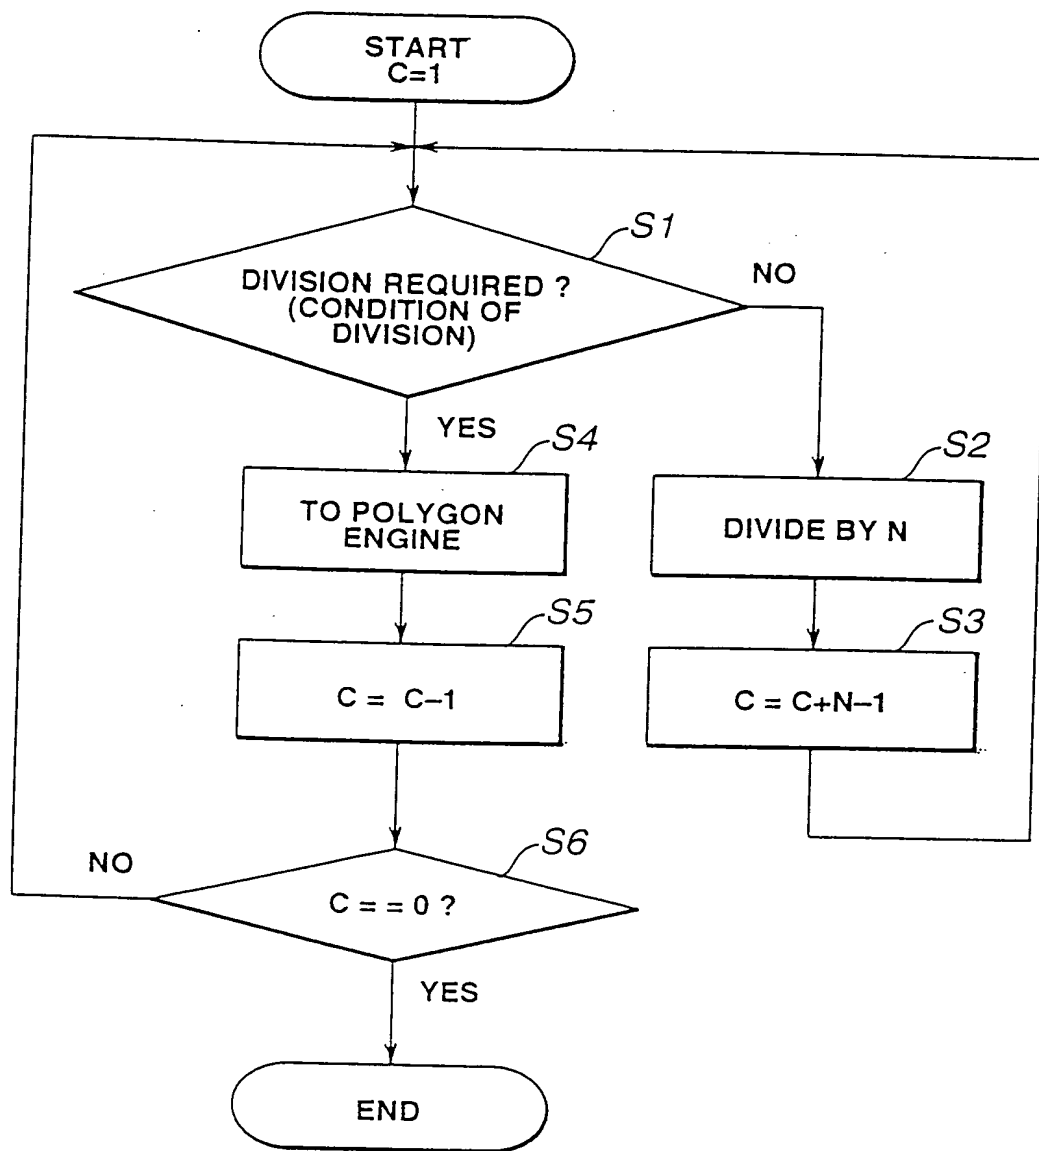 START
C=1
S1
DIVISION REQUIRED ?
(CONDITION OF
DIVISION)
NO
YES
S4
TO POLYGON
ENGINE
S2
DIVIDE BY N
S5
C = C–1
S3
C = C+N–1
S6
C = = 0 ?
NO
YES
END